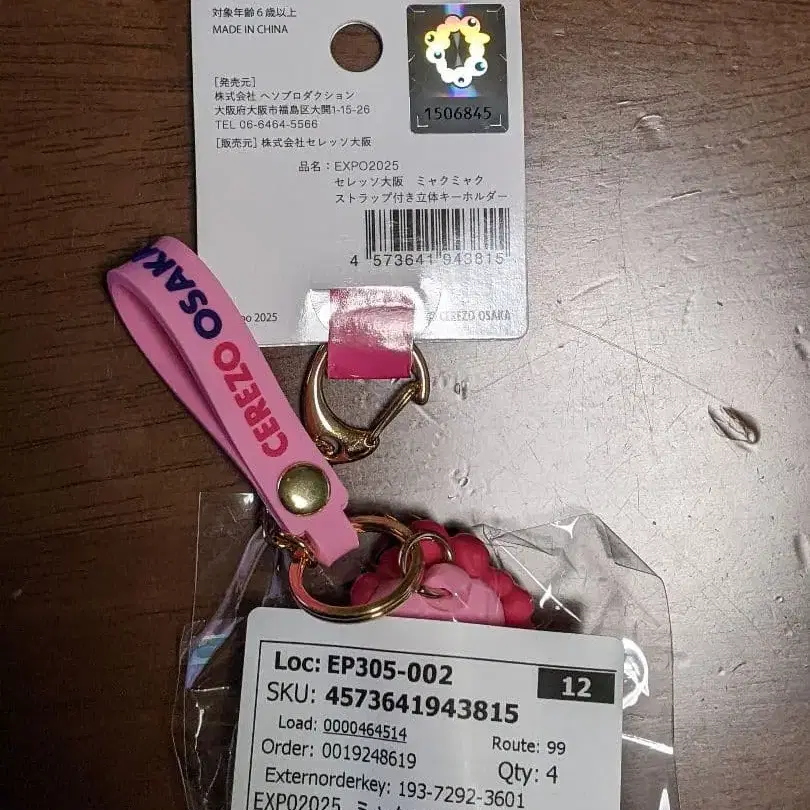 対象年齢６歳以上
MADE IN CHINA
1506845
[発売元]
株式会社 ヘソプロダクション
大阪府大阪市福島区大開1-15-26
TEL 06-6464-5566
[販売元] 株式会社セレッソ大阪
品名：EXPO2025
セレッソ大阪 ミャクミャク
ストラップ付き立体キーホルダー
4 573641 943815
2025
CEREZO OSAKA
CEREZO OSAKA
Loc: EP305-002
12
SKU: 4573641943815
Load: 0000464514
Route: 99
Order: 0019248619
Qty: 4
Externorderkey: 193-7292-3601
EXPO2025